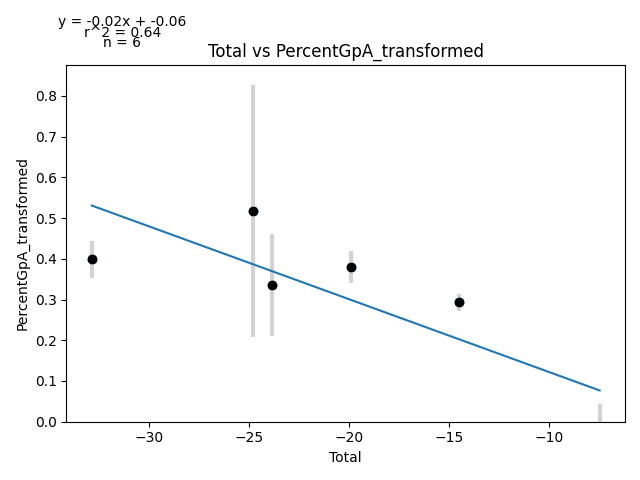 y = -0.02x + -0.06
r^2 = 0.64
n = 6
Total vs PercentGpA_transformed
PercentGpA_transformed
0.8
0.7
0.6
0.5
0.4
0.3
0.2
0.1
0.0
−30 −25 −20 −15 −10
Total